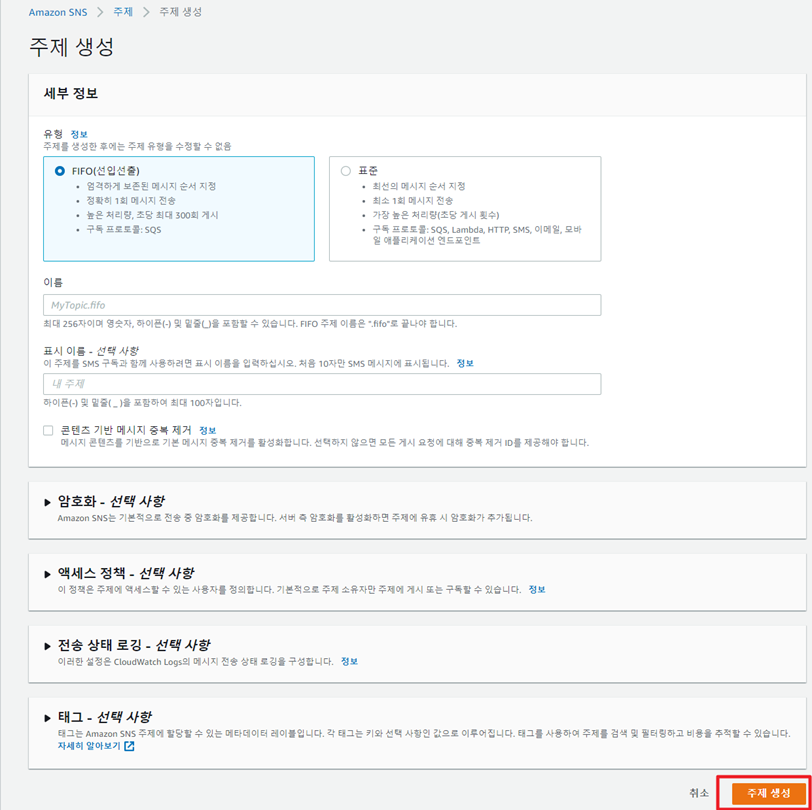 Amazon SNS > 주제 > 주제 생성
주제 생성
세부 정보
유형 정보
주제를 생성한 후에는 주제 유형을 수정할 수 없음
FIFO(선입선출)
• 엄격하게 보존된 메시지 순서 지정
• 정확히 1회 메시지 전송
• 높은 처리량, 초당 최대 300회 게시
• 구독 프로토콜: SQS
표준
• 최선의 메시지 순서 지정
• 최소 1회 메시지 전송
• 가장 높은 처리량(초당 게시 횟수)
• 구독 프로토콜: SQS, Lambda, HTTP, SMS, 이메일, 모바
일 애플리케이션 엔드포인트
이름
MyTopic.fifo
최대 256자이며 영숫자, 하이픈(-) 및 밑줄(_)을 포함할 수 있습니다. FIFO 주제 이름은 ".fifo"로 끝나야 합니다.
표시 이름 - 선택 사항
이 주제를 SMS 구독과 함께 사용하려면 표시 이름을 입력하십시오. 처음 10자만 SMS 메시지에 표시됩니다. 정보
내 주제
하이픈(-) 및 밑줄( _ )을 포함하여 최대 100자입니다.
콘텐츠 기반 메시지 중복 제거 정보
메시지 콘텐츠를 기반으로 기본 메시지 중복 제거를 활성화합니다. 선택하지 않으면 모든 게시 요청에 대해 중복 제거 ID를 제공해야 합니다.
암호화 - 선택 사항
Amazon SNS는 기본적으로 전송 중 암호화를 제공합니다. 서버 측 암호화를 활성화하면 주제에 유휴 시 암호화가 추가됩니다.
액세스 정책 - 선택 사항
이 정책은 주제에 액세스할 수 있는 사용자를 정의합니다. 기본적으로 주제 소유자만 주제에 게시 또는 구독할 수 있습니다. 정보
전송 상태 로깅 - 선택 사항
이러한 설정은 CloudWatch Logs의 메시지 전송 상태 로깅을 구성합니다. 정보
태그 - 선택 사항
태그는 Amazon SNS 주제에 할당할 수 있는 메타데이터 레이블입니다. 각 태그는 키와 선택 사항인 값으로 이루어집니다. 태그를 사용하여 주제를 검색 및 필터링하고 비용을 추적할 수 있습니다.
자세히 알아보기
취소 주제 생성